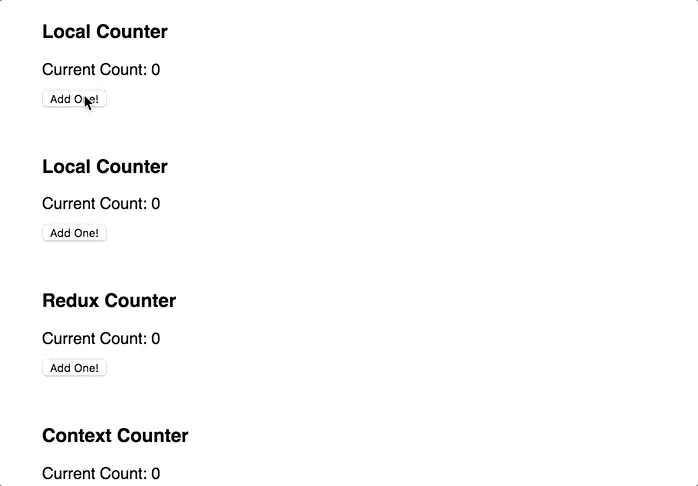 Local Counter
Current Count: 0
Add One!
Local Counter
Current Count: 0
Add One!
Redux Counter
Current Count: 0
Add One!
Context Counter
Current Count: 0